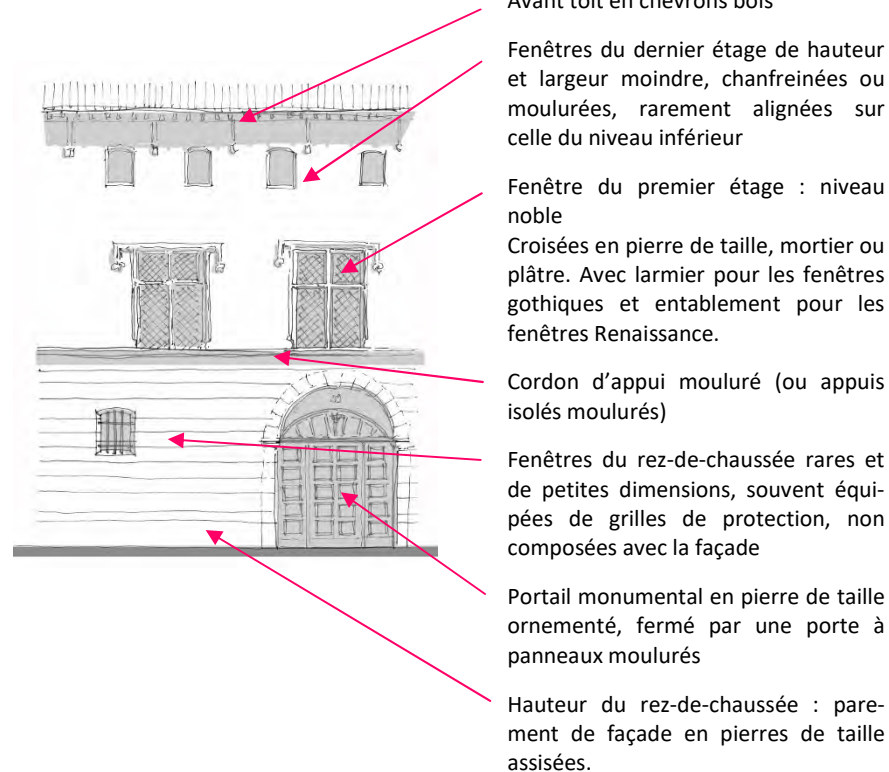 Avant toit en chevrons bois
Fenêtres du dernier étage de hauteur
et largeur moindre, chanfreinées ou
moulurées, rarement alignées sur
celle du niveau inférieur
Fenêtre du premier étage : niveau
noble
Croisées en pierre de taille, mortier ou
plâtre. Avec larmier pour les fenêtres
gothiques et entablement pour les
fenêtres Renaissance.
Cordon d’appui mouluré (ou appuis
isolés moulurés)
Fenêtres du rez-de-chaussée rares et
de petites dimensions, souvent équi-
pées de grilles de protection, non
composées avec la façade
Portail monumental en pierre de taille
ornementé, fermé par une porte à
panneaux moulurés
Hauteur du rez-de-chaussée : pare-
ment de façade en pierres de taille
assisées.